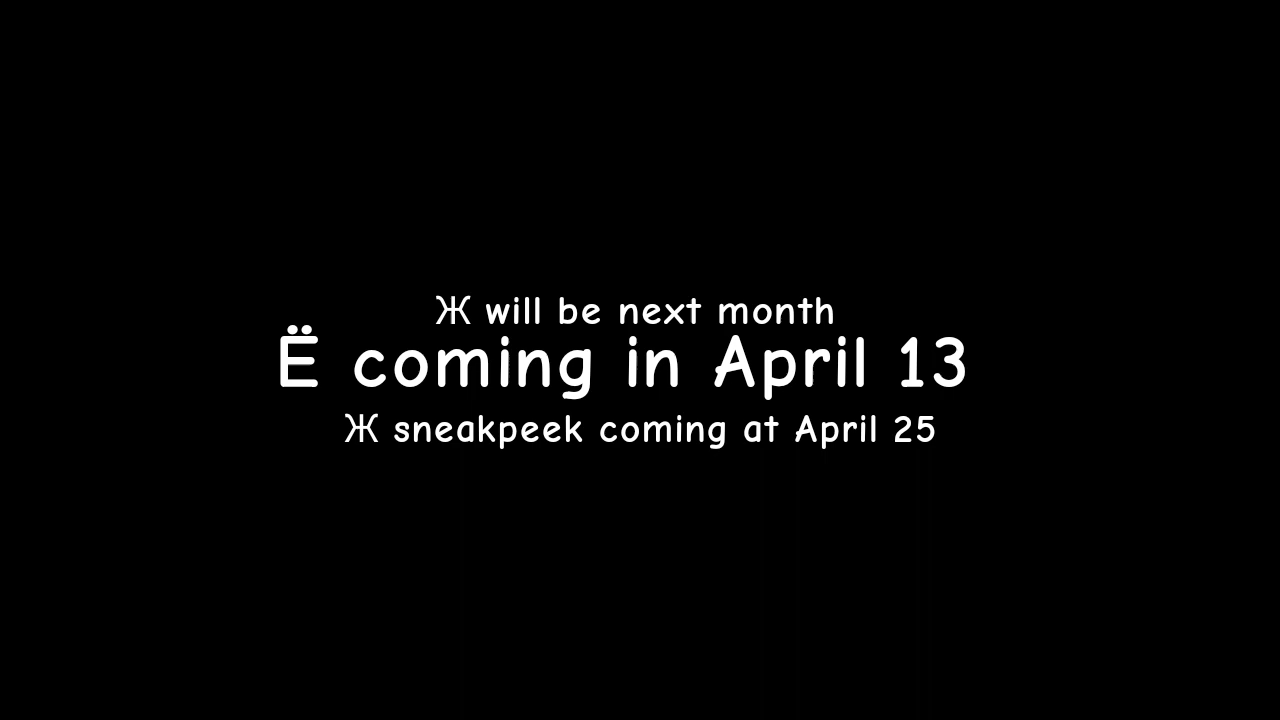 Ж will be next month
Ё coming in April 13
Ж sneakpeek coming at April 25